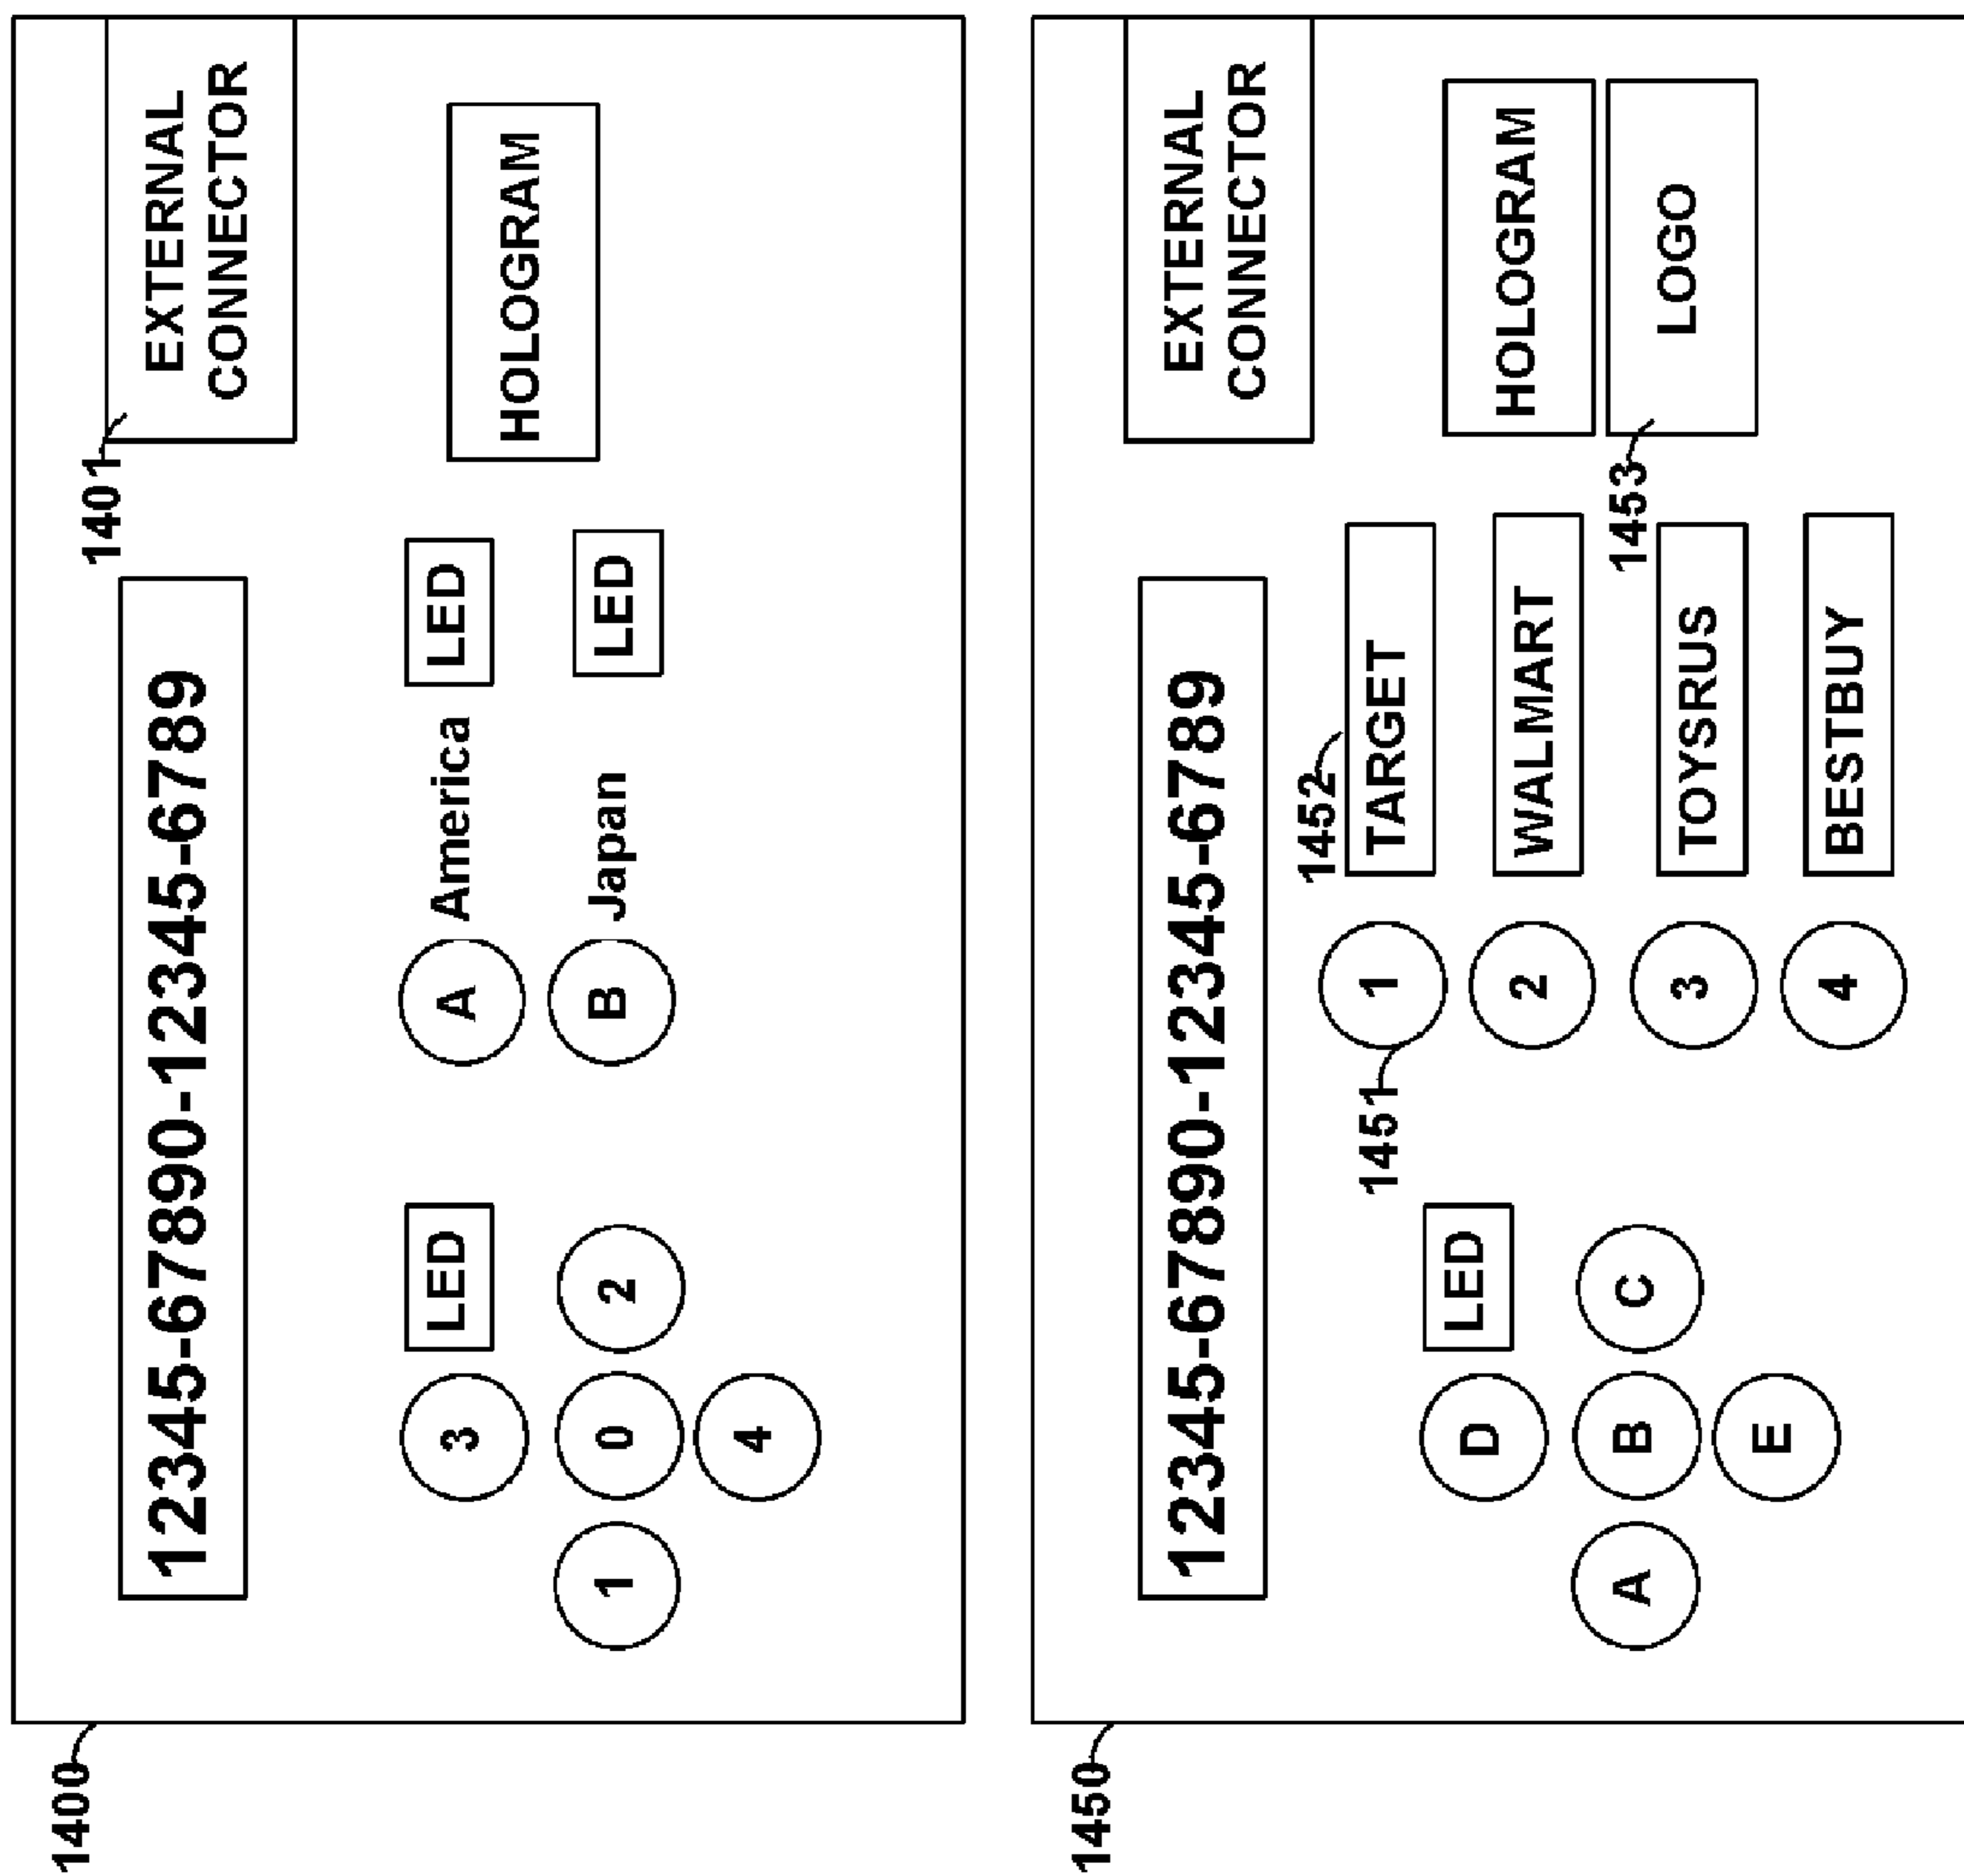 1400
1401
12345-67890-12345-6789
EXTERNAL
CONNECTOR
3
LED
A
America
LED
HOLOGRAM
1
0
2
B
Japan
LED
4
1450
12345-67890-12345-6789
EXTERNAL
CONNECTOR
1452
1451
1
TARGET
D
LED
2
WALMART
HOLOGRAM
A
B
C
1453
3
TOYSRUS
LOGO
E
4
BESTBUY